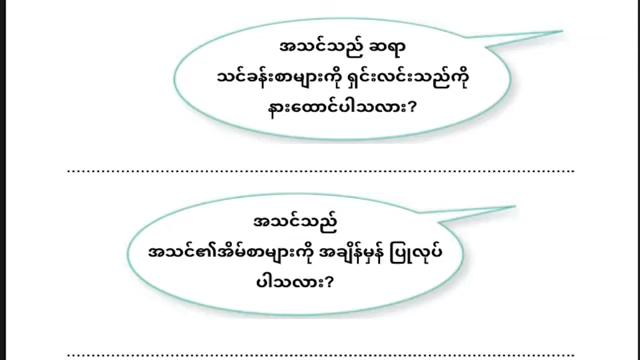 အသင်သည် ဆရာ
သင်ခန်းစာများကို ရှင်းလင်းသည်ကို
နားထောင်ပါသလား?
အသင်သည်
အသင်၏အိမ်စာများကို အချိန်မှန် ပြုလုပ်
ပါသလား?